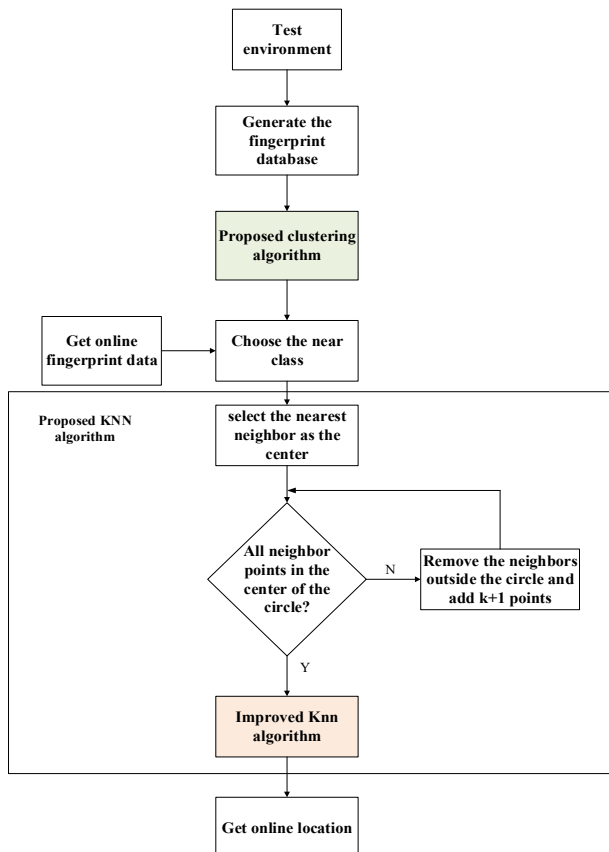 Test
environment
Generate the
fingerprint
database
Proposed clustering
algorithm
Get online
fingerprint data
Choose the near
class
Proposed KNN
algorithm
select the nearest
neighbor as the
center
All neighbor
points in the
center of the
circle?
N
Remove the neighbors
outside the circle and
add k+1 points
Y
Improved Knn
algorithm
Get online location